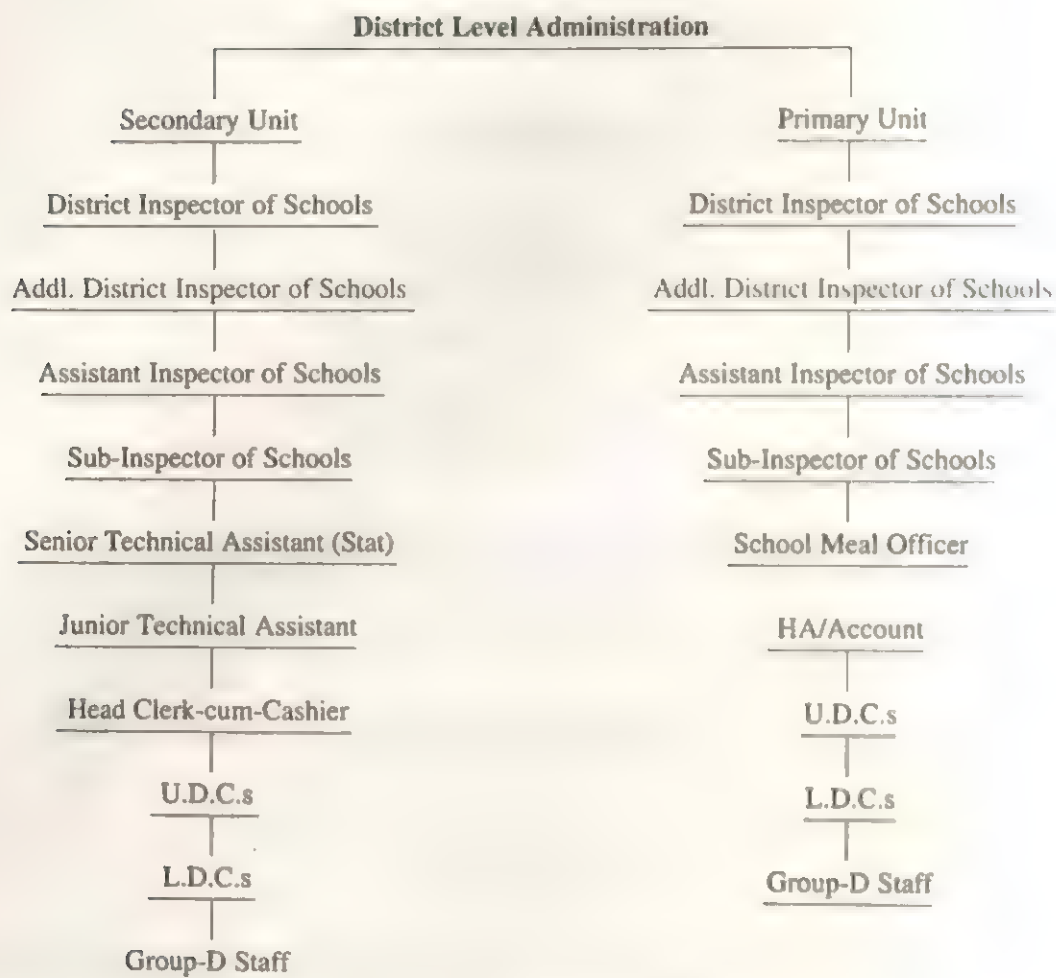 District Level Administration
Secondary Unit
District Inspector of Schools
Addl. District Inspector of Schools
Assistant Inspector of Schools
Sub-Inspector of Schools
Senior Technical Assistant (Stat)
Junior Technical Assistant
Head Clerk-cum-Cashier
U.D.C.s
L.D.C.s
Group-D Staff
Primary Unit
District Inspector of Schools
Addl. District Inspector of Schools
Assistant Inspector of Schools
Sub-Inspector of Schools
School Meal Officer
HA/Account
U.D.C.s
L.D.C.s
Group-D Staff